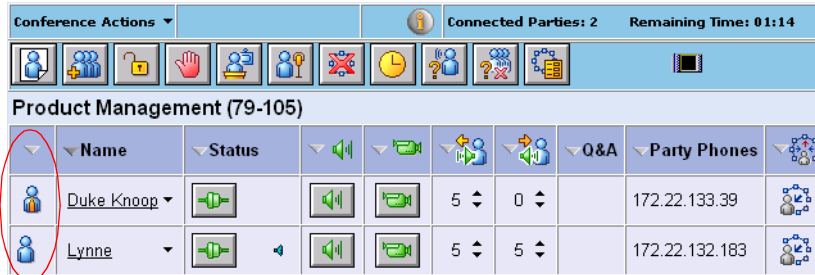 Conference Actions Connected Parties: 2 Remaining Time: 01:14
Product Management (79-105)
Name Status Q&A Party Phones
Duke Knoop 5 0 172.22.133.39
Lynne 5 5 172.22.132.183